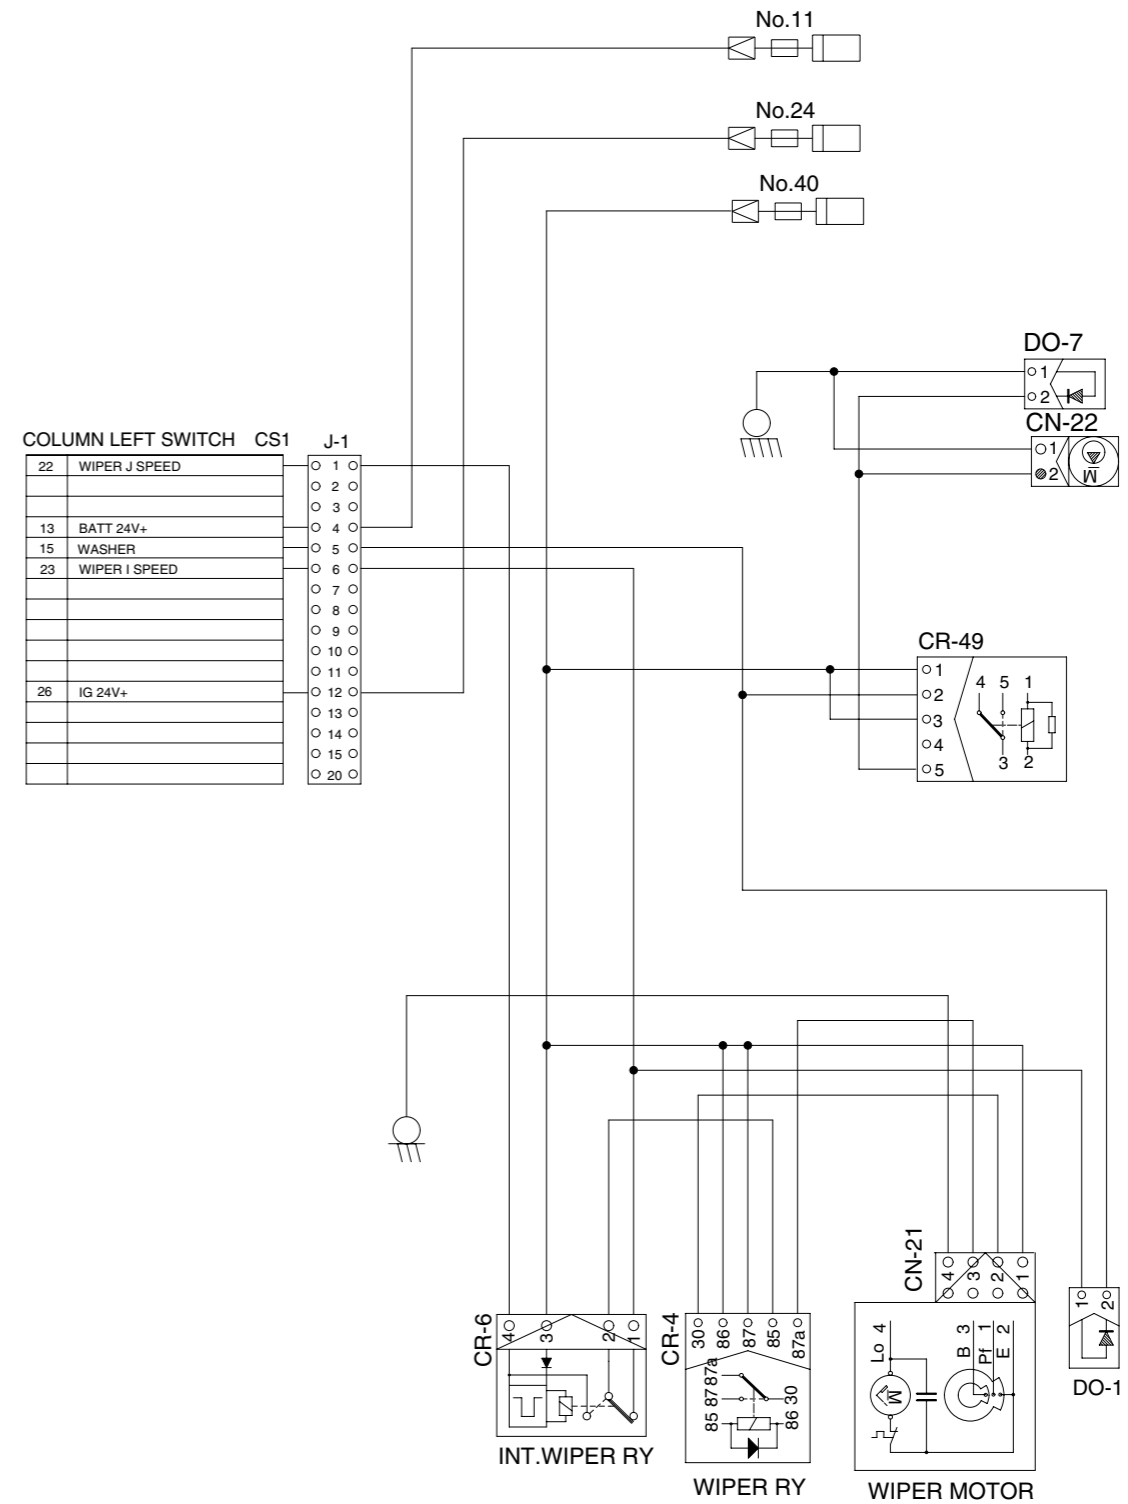 No.11
No.24
No.40
DO-7
1
2
CN-22
1
2
M
COLUMN LEFT SWITCH CS1 J-1
22 WIPER J SPEED 1
2
3
13 BATT 24V+ 4
15 WASHER 5
23 WIPER I SPEED 6
7
8
9
10
11
26 IG 24V+ 12
13
14
15
20
CR-49
1
2
3
4
5
4 5 1
3 2
CR-6
4 3 2 1
INT.WIPER RY
CR-4
30 86 87 85 87a
87a
87 30
85 86
WIPER RY
CN-21
4 3 2 1
Lo 4 B 3 Pf 1 E 2
M
WIPER MOTOR
1 2
DO-1